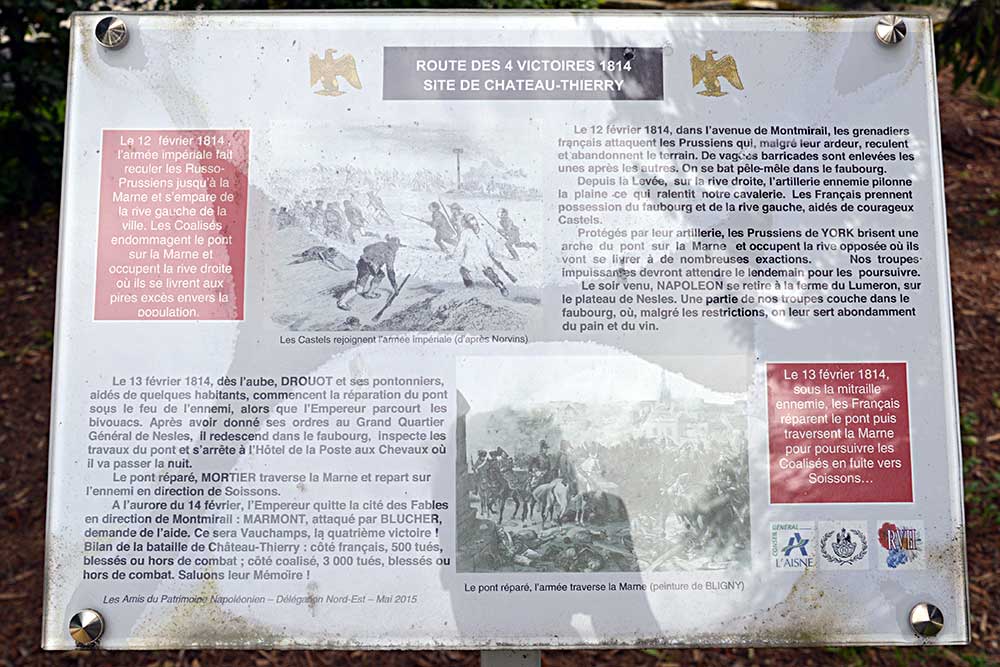 ROUTE DES 4 VICTOIRES 1814
SITE DE CHATEAU-THIERRY
Le 12 février 1814 ,
l'armée impériale fait
reculer les Russo-
Prussiens jusqu'à la
Marne et s'empare de
la rive gauche de la
ville. Les Coalisés
endommagent le pont
sur la Marne et
occupent la rive droite
où ils se livrent aux
pires excès envers la
population.
Les Castels rejoignent l'armée Impériale (d'après Norvins)
Le 12 février 1814, dans l'avenue de Montmirail, les grenadiers
français attaquent les Prussiens qui, malgré leur ardeur, reculent
et abandonnent le terrain. De vagues barricades sont enlevées les
unes après les autres. On se bat pêle-mêle dans le faubourg.
Depuis la Levée, sur la rive droite, l'artillerie ennemie pilonne
la plaine ce qui ralentit notre cavalerie. Les Français prennent
possession du faubourg et de la rive gauche, aidés de courageux
Castels.
Protégés par leur artillerie, les Prussiens de YORK brisent une
arche du pont sur la Marne et occupent la rive opposée où ils
vont se livrer à de nombreuses exactions. Nos troupes
impuissantes devront attendre le lendemain pour les poursuivre.
Le soir venu, NAPOLEON se retire à la ferme du Lumeron, sur
le plateau de Nesles. Une partie de nos troupes couche dans le
faubourg, où, malgré les restrictions, on leur sert abondamment
du pain et du vin.
Le 13 février 1814, dès l'aube, DROUOT et ses pontonniers,
aidés de quelques habitants, commencent la réparation du pont
sous le feu de l'ennemi, alors que l'Empereur parcourt les
bivouacs. Après avoir donné ses ordres au Grand Quartier
Général de Nesles, il redescend dans le faubourg, inspecte les
travaux du pont et s'arrête à l'Hôtel de la Poste aux Chevaux où
il va passer la nuit.
Le pont réparé, MORTIER traverse la Marne et repart sur
l'ennemi en direction de Soissons.
A l'aurore du 14 février, l'Empereur quitte la cité des Fables
en direction de Montmirail : MARMONT, attaqué par BLUCHER,
demande de l'aide. Ce sera Vauchamps, la quatrième victoire !
Bilan de la bataille de Château-Thierry : côté français, 500 tués,
blessés ou hors de combat ; côté coalisé, 3 000 tués, blessés ou
hors de combat. Saluons leur Mémoire !
Les Amis du Patrimoine Napoléonien – Délégation Nord-Est – Mai 2015
Le pont réparé, l'armée traverse la Marne (peinture de BLIGNY)
Le 13 février 1814,
sous la mitraille
ennemie, les Français
réparent le pont puis
traversent la Marne
pour poursuivre les
Coalisés en fuite vers
Soissons…
CONSEIL GÉNÉRAL
L'AISNE